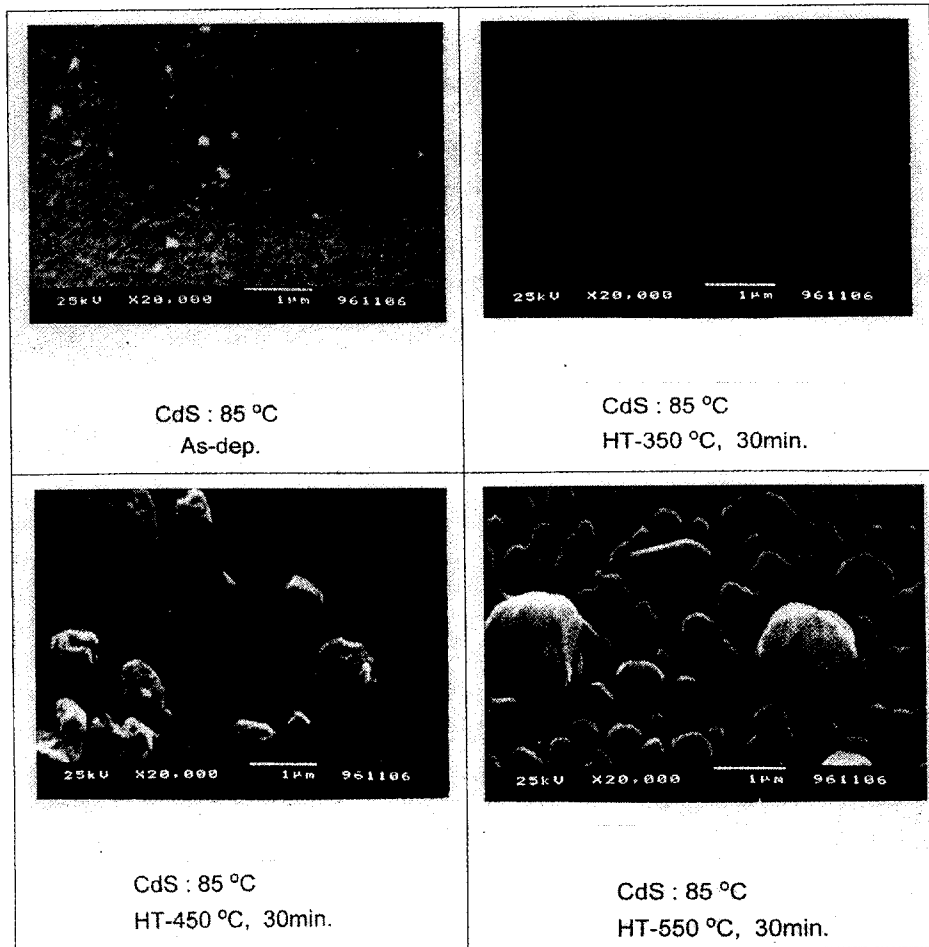 25kV X20,000 1μm 961106
25kV X20,000 1μm 961106
CdS : 85 °C
As-dep.
CdS : 85 °C
HT-350 °C, 30min.
25kV X20,000 1μm 961106
25kV X20,000 1μm 961106
CdS : 85 °C
HT-450 °C, 30min.
CdS : 85 °C
HT-550 °C, 30min.